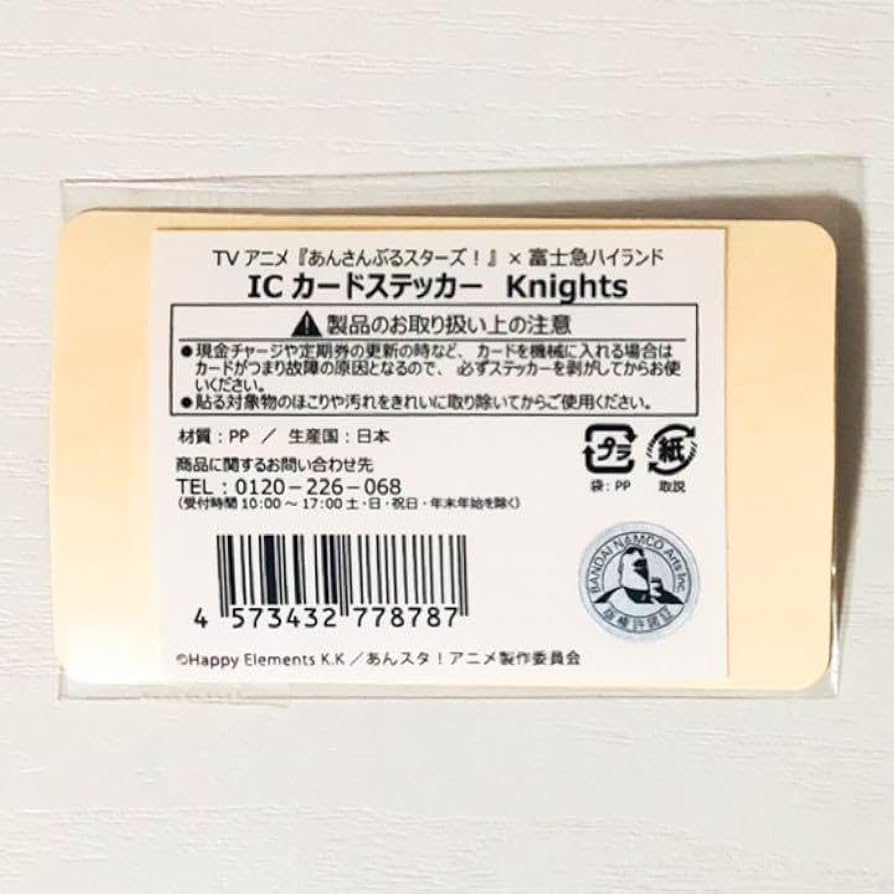 TVアニメ『あんさんぶるスターズ！』×富士急ハイランド
ICカードステッカー Knights
製品のお取り扱い上の注意
●現金チャージや定期券の更新の時など、カードを機械に入れる場合は
カードがつまり故障の原因となるので、必ずステッカーを剥がしてからお使
いください。
●貼る対象物のほこりや汚れをきれいに取り除いてからご使用ください。
材質：PP ／ 生産国：日本
プラ
紙
袋：PP
取説
商品に関するお問い合わせ先
TEL：0120−226−068
（受付時間10:00～17:00 土・日・祝日・年末年始を除く）
BANDAI NAMCO Arts Inc.
版権許諾証
4 573432 778787
©Happy Elements K.K／あんスタ！アニメ製作委員会